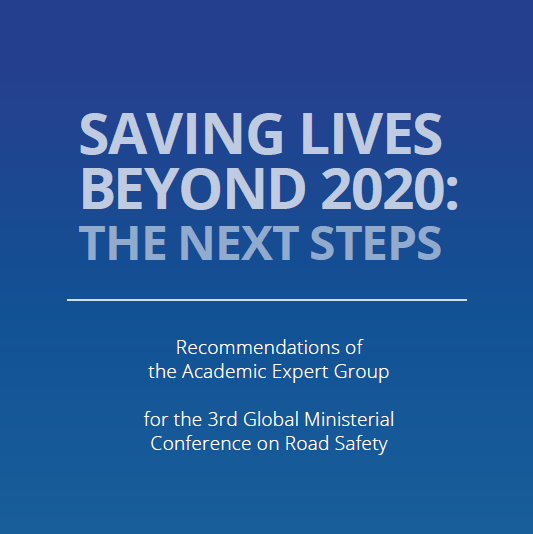 SAVING LIVES
BEYOND 2020:
THE NEXT STEPS
Recommendations of
the Academic Expert Group
for the 3rd Global Ministerial
Conference on Road Safety